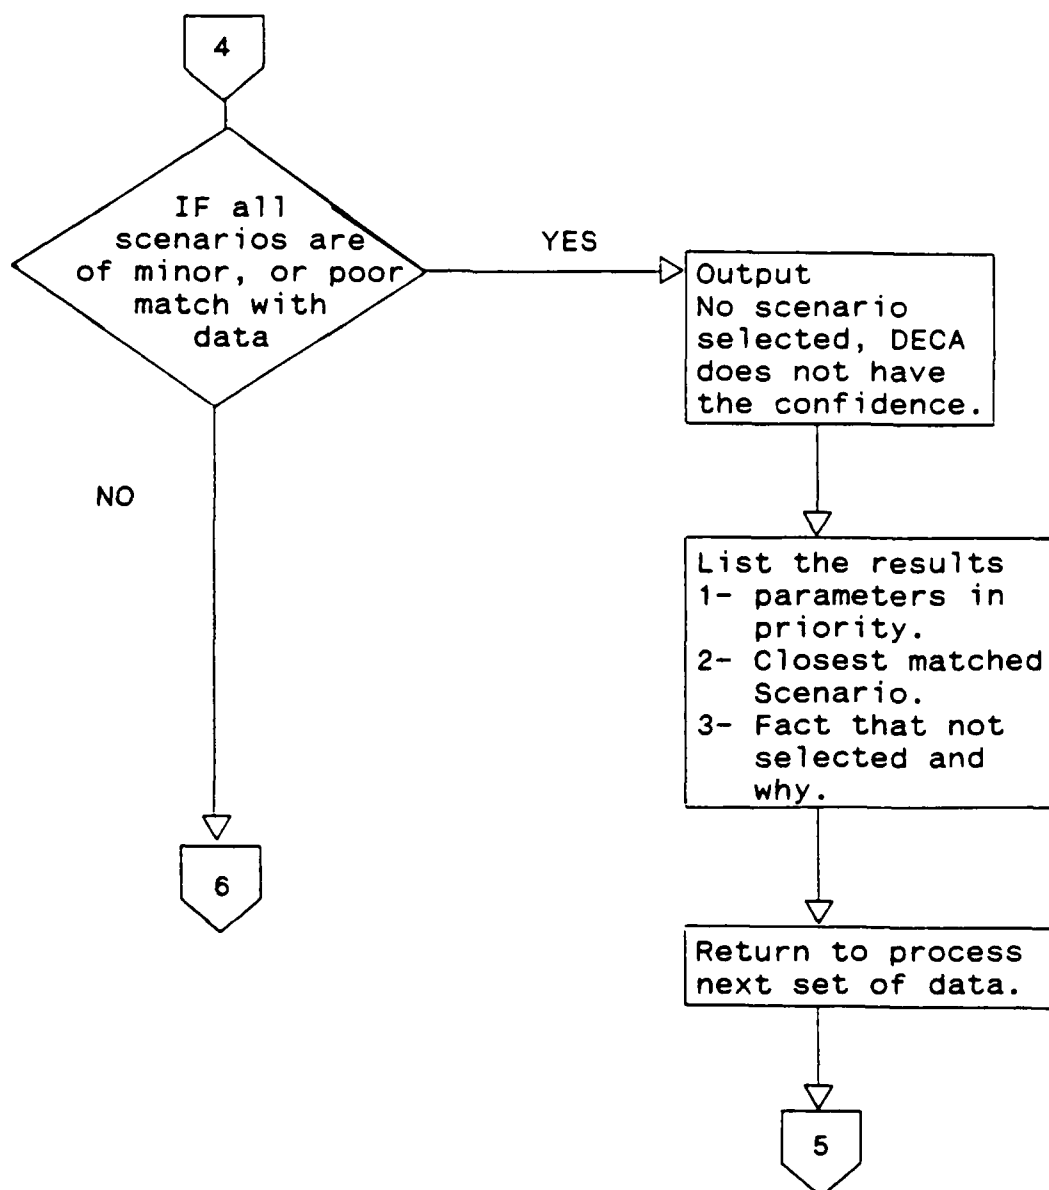 4
IF all
scenarios are
of minor, or poor
match with
data
YES
Output
No scenario
selected, DECA
does not have
the confidence.
NO
List the results
1- parameters in
priority.
2- Closest matched
Scenario.
3- Fact that not
selected and
why.
6
Return to process
next set of data.
5